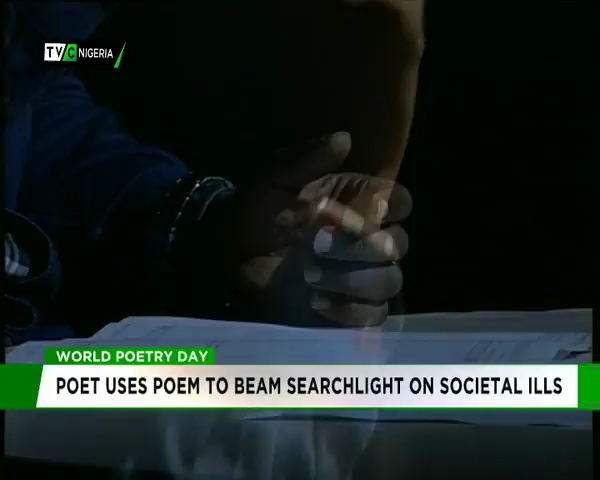 TVC NIGERIA
WORLD POETRY DAY
POET USES POEM TO BEAM SEARCHLIGHT ON SOCIETAL ILLS